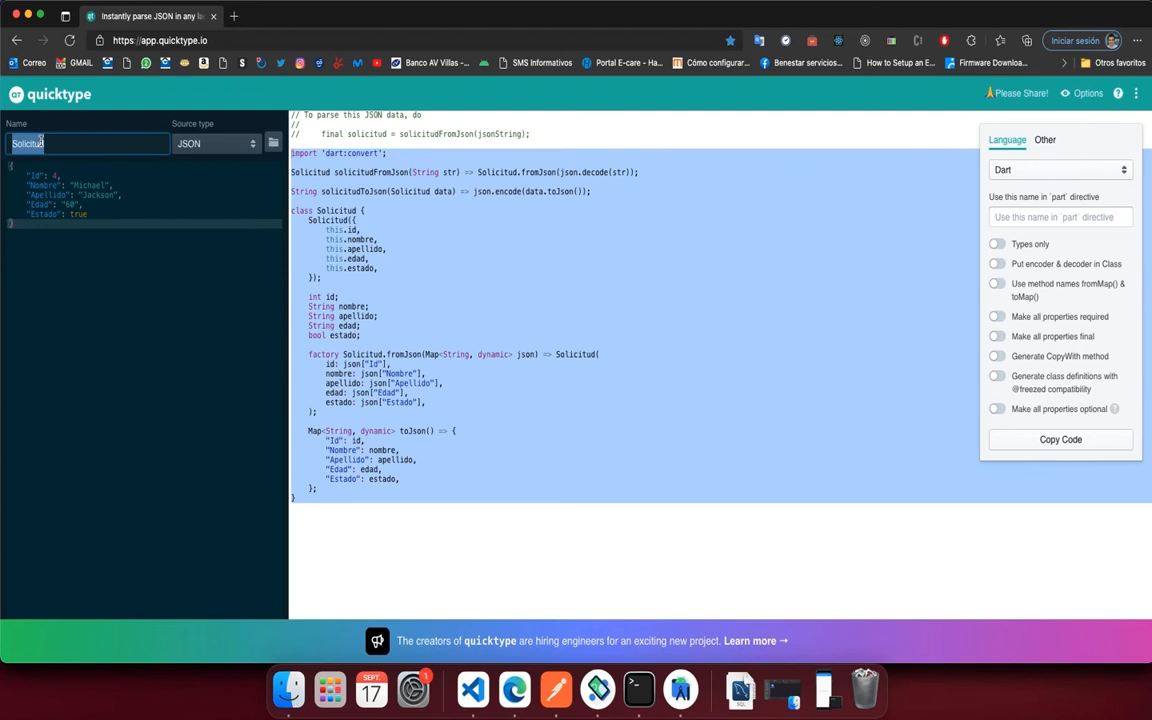 Instantly parse JSON in any la
https://app.quicktype.io
Iniciar sesión
Correo
GMAIL
Banco AV Villas -...
SMS Informativos
Portal E-care - Ha...
Cómo configurar...
Benestar servicios...
How to Setup an E...
Firmware Downloa...
Otros favoritos
QT quicktype
Please Share!
Options
Name
Source type
Solicitud
JSON
{
"Id": 4,
"Nombre": "Michael",
"Apellido": "Jackson",
"Edad": "60",
"Estado": true
}
// To parse this JSON data, do
//
// final solicitud = solicitudFromJson(jsonString);
import 'dart:convert';
Solicitud solicitudFromJson(String str) => Solicitud.fromJson(json.decode(str));
String solicitudToJson(Solicitud data) => json.encode(data.toJson());
class Solicitud {
Solicitud({
this.id,
this.nombre,
this.apellido,
this.edad,
this.estado,
});
int id;
String nombre;
String apellido;
String edad;
bool estado;
factory Solicitud.fromJson(Map<String, dynamic> json) => Solicitud(
id: json["Id"],
nombre: json["Nombre"],
apellido: json["Apellido"],
edad: json["Edad"],
estado: json["Estado"],
);
Map<String, dynamic> toJson() => {
"Id": id,
"Nombre": nombre,
"Apellido": apellido,
"Edad": edad,
"Estado": estado,
};
}
Language
Other
Dart
Use this name in `part` directive
Use this name in `part` directive
Types only
Put encoder & decoder in Class
Use method names fromMap() &
toMap()
Make all properties required
Make all properties final
Generate CopyWith method
Generate class definitions with
@freezed compatibility
Make all properties optional
Copy Code
The creators of quicktype are hiring engineers for an exciting new project. Learn more →
SEPT.
17
1
SQL